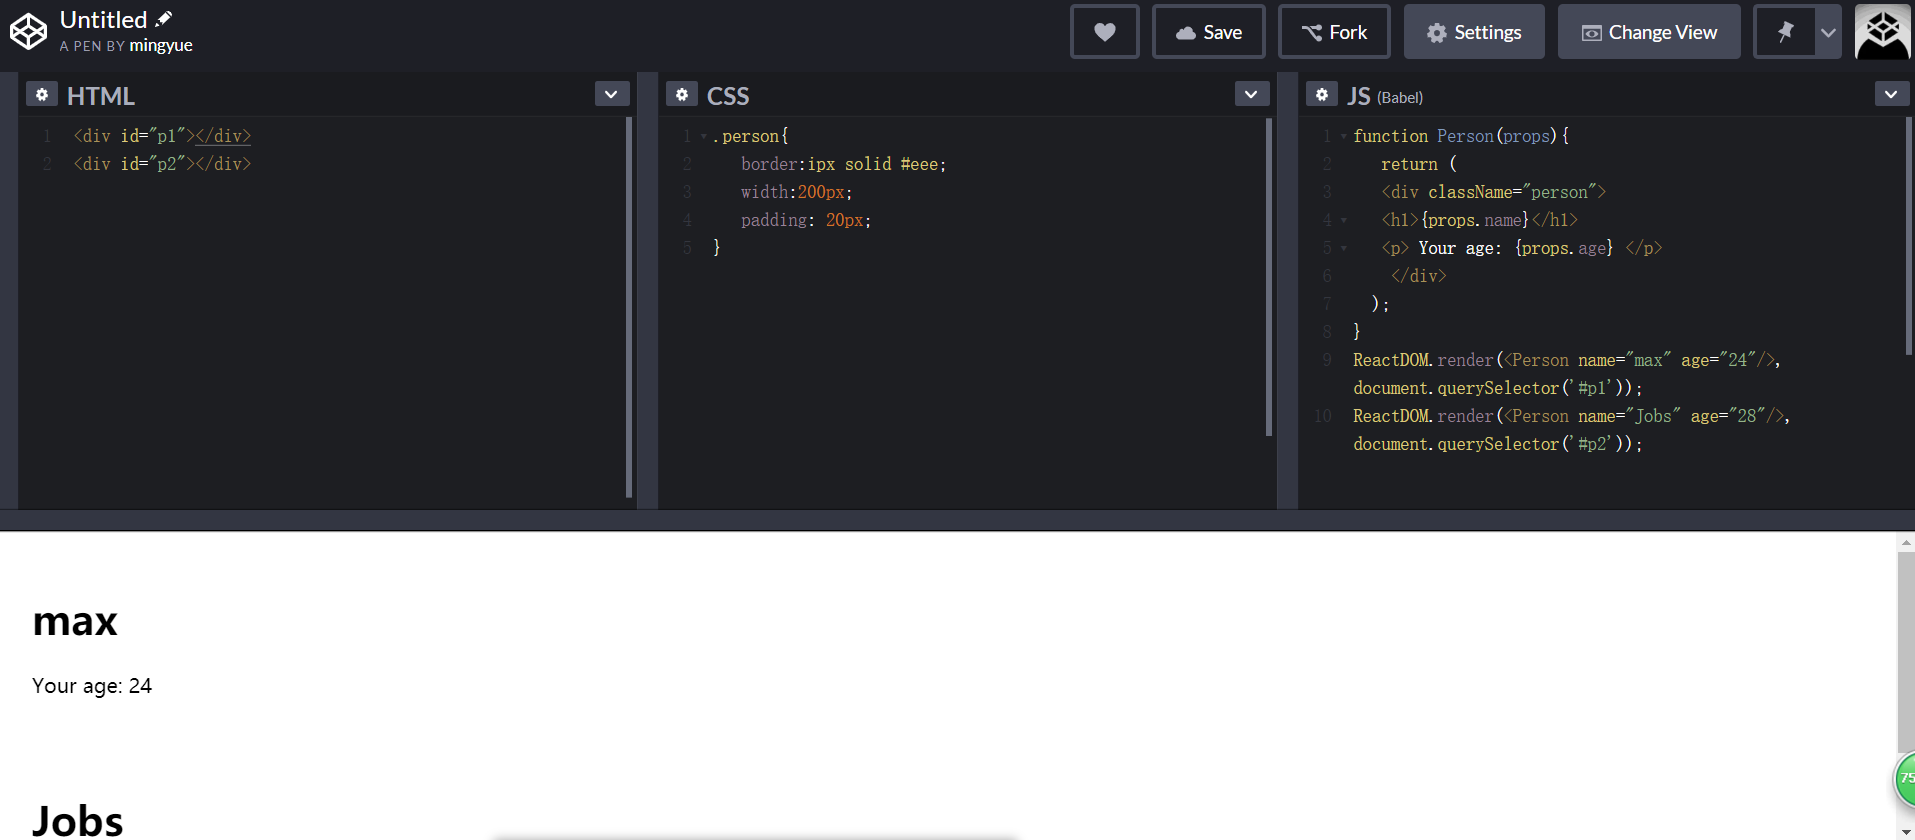 Untitled
A PEN BY mingyue
Save
Fork
Settings
Change View
HTML
1 <div id="p1"></div>
2 <div id="p2"></div>
CSS
1 .person{
2 border:ipx solid #eee;
3 width:200px;
4 padding: 20px;
5 }
JS (Babel)
1 function Person(props){
2 return (
3 <div className="person">
4 <h1>{props.name}</h1>
5 <p> Your age: {props.age} </p>
6 </div>
7 );
8 }
9 ReactDOM.render(<Person name="max" age="24"/>,
document.querySelector('#p1'));
10 ReactDOM.render(<Person name="Jobs" age="28"/>,
document.querySelector('#p2'));
max
Your age: 24
75
Jobs